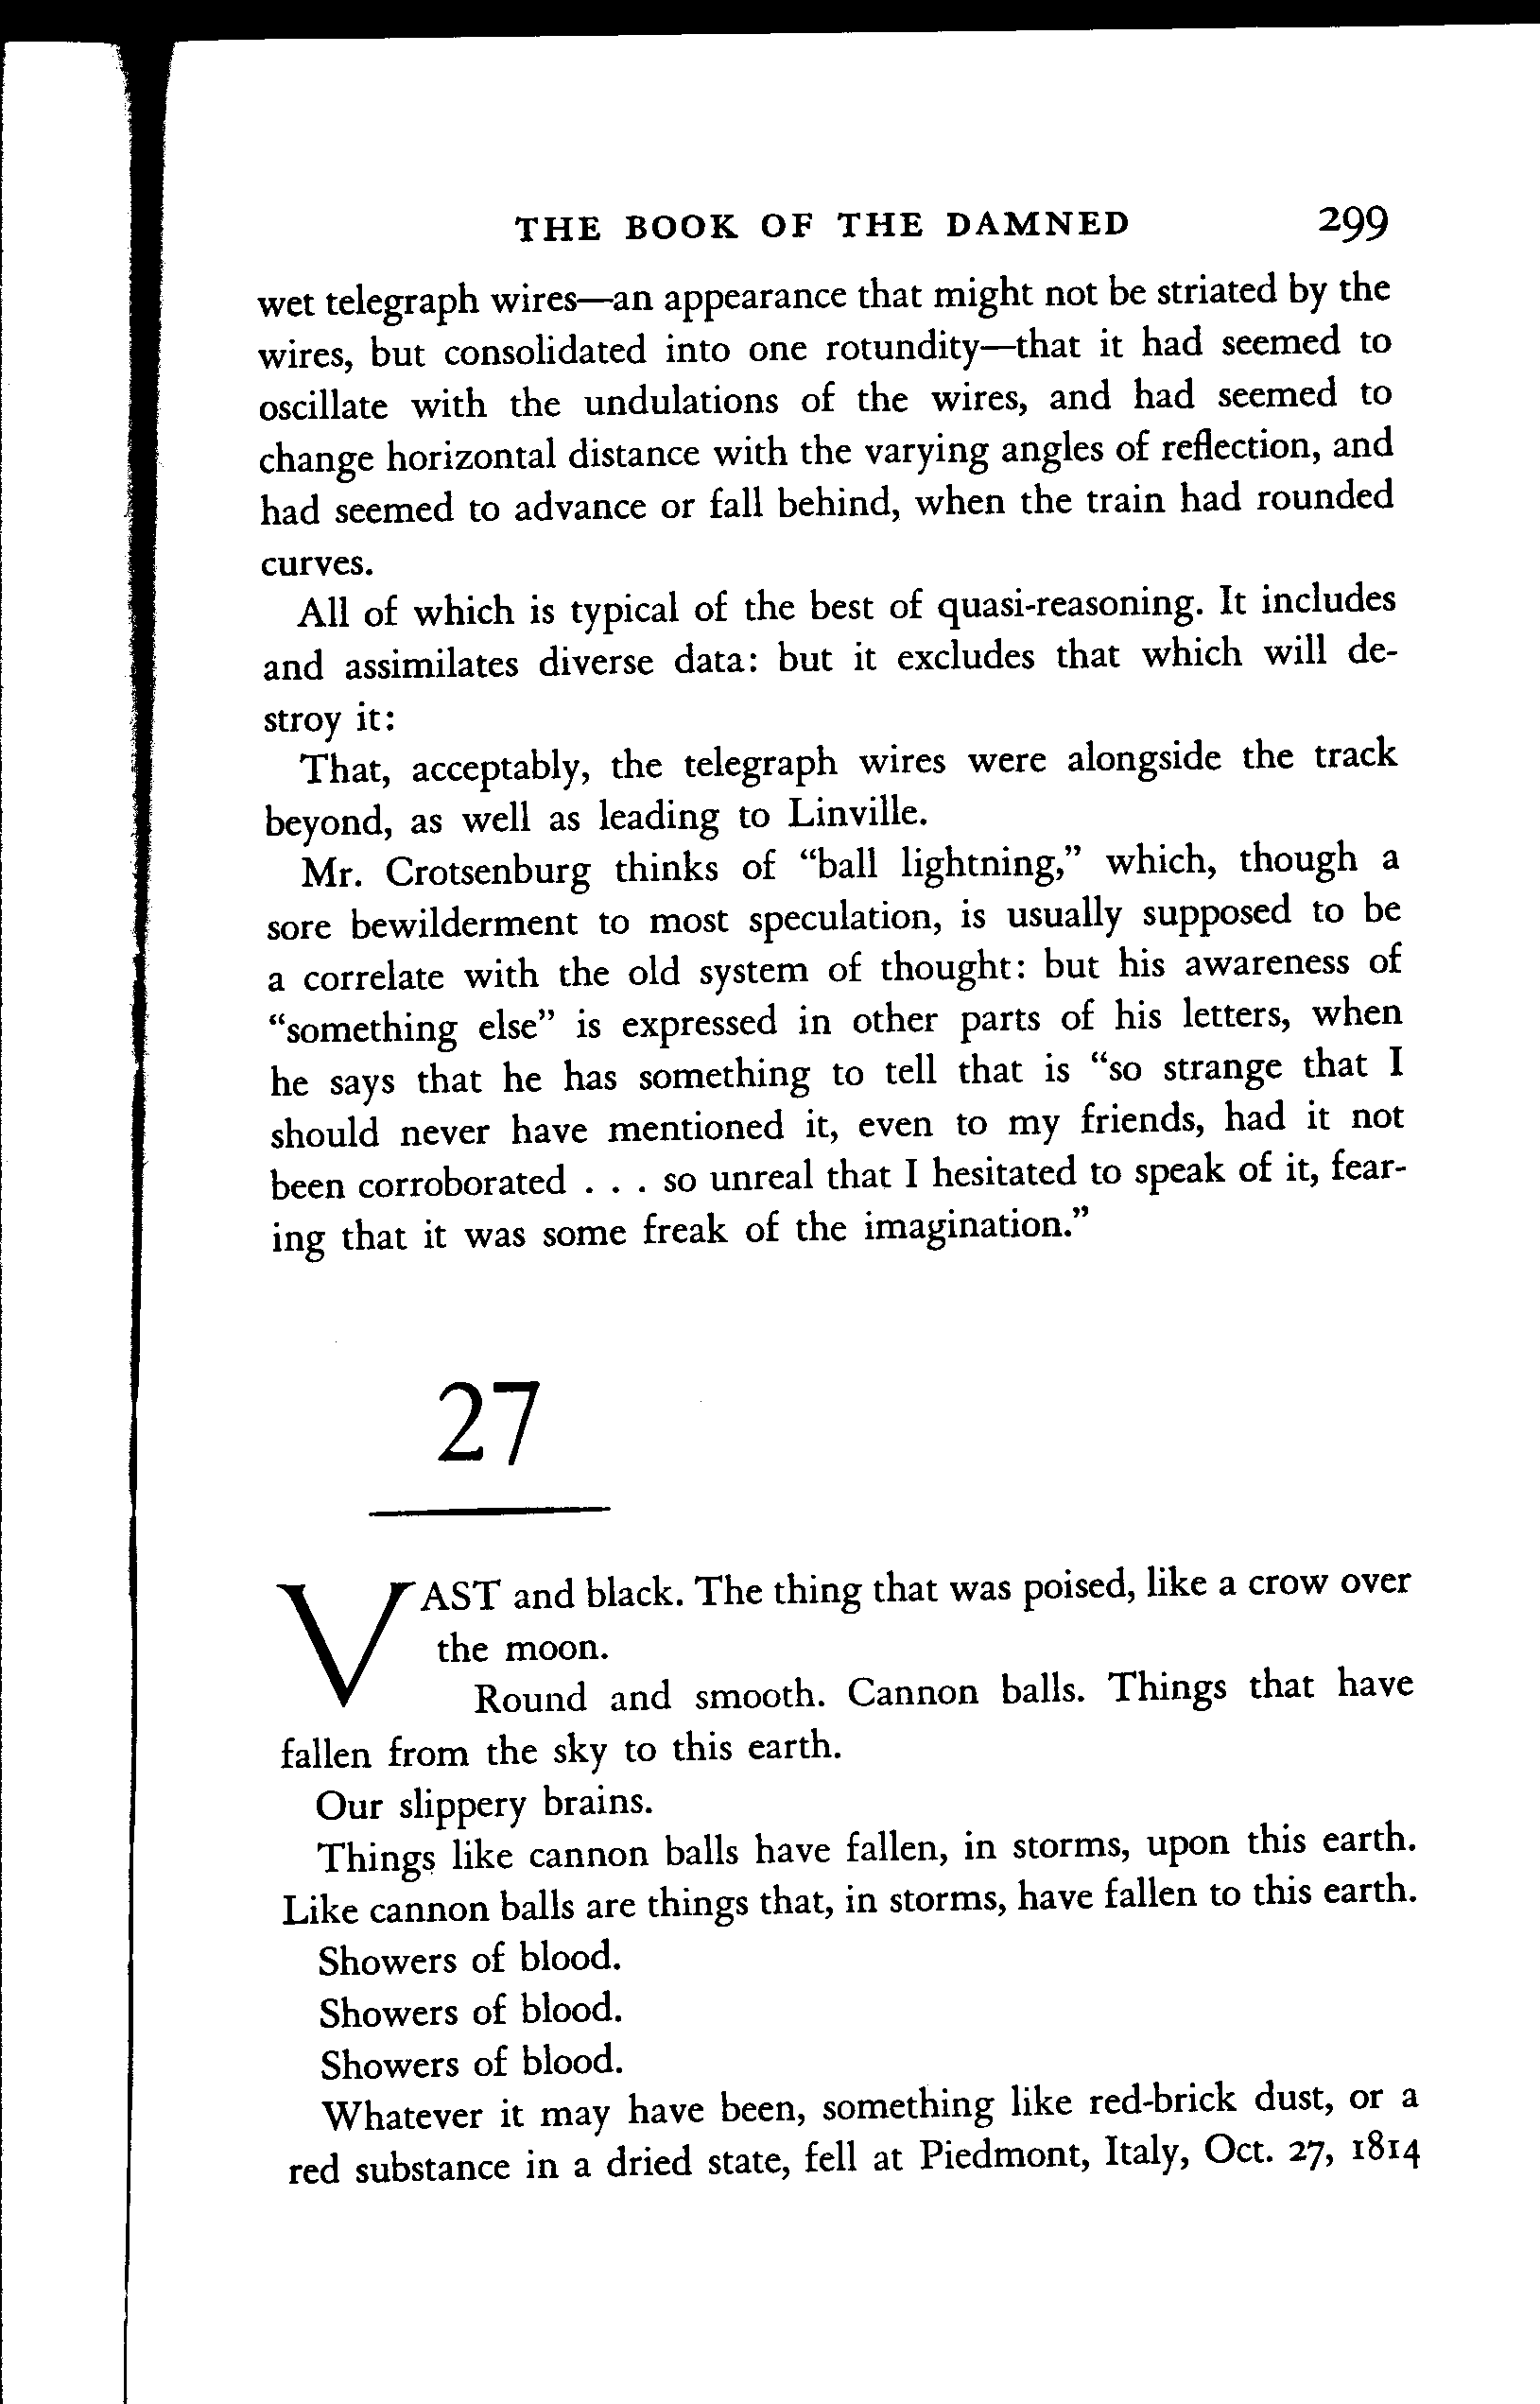 THE BOOK OF THE DAMNED 299
wet telegraph wires—an appearance that might not be striated by the
wires, but consolidated into one rotundity—that it had seemed to
oscillate with the undulations of the wires, and had seemed to
change horizontal distance with the varying angles of reflection, and
had seemed to advance or fall behind, when the train had rounded
curves.
All of which is typical of the best of quasi-reasoning. It includes
and assimilates diverse data: but it excludes that which will de-
stroy it:
That, acceptably, the telegraph wires were alongside the track
beyond, as well as leading to Linville.
Mr. Crotsenburg thinks of “ball lightning,” which, though a
sore bewilderment to most speculation, is usually supposed to be
a correlate with the old system of thought: but his awareness of
“something else” is expressed in other parts of his letters, when
he says that he has something to tell that is “so strange that I
should never have mentioned it, even to my friends, had it not
been corroborated . . . so unreal that I hesitated to speak of it, fear-
ing that it was some freak of the imagination.”
27
VAST and black. The thing that was poised, like a crow over
the moon.
Round and smooth. Cannon balls. Things that have
fallen from the sky to this earth.
Our slippery brains.
Things like cannon balls have fallen, in storms, upon this earth.
Like cannon balls are things that, in storms, have fallen to this earth.
Showers of blood.
Showers of blood.
Showers of blood.
Whatever it may have been, something like red-brick dust, or a
red substance in a dried state, fell at Piedmont, Italy, Oct. 27, 1814